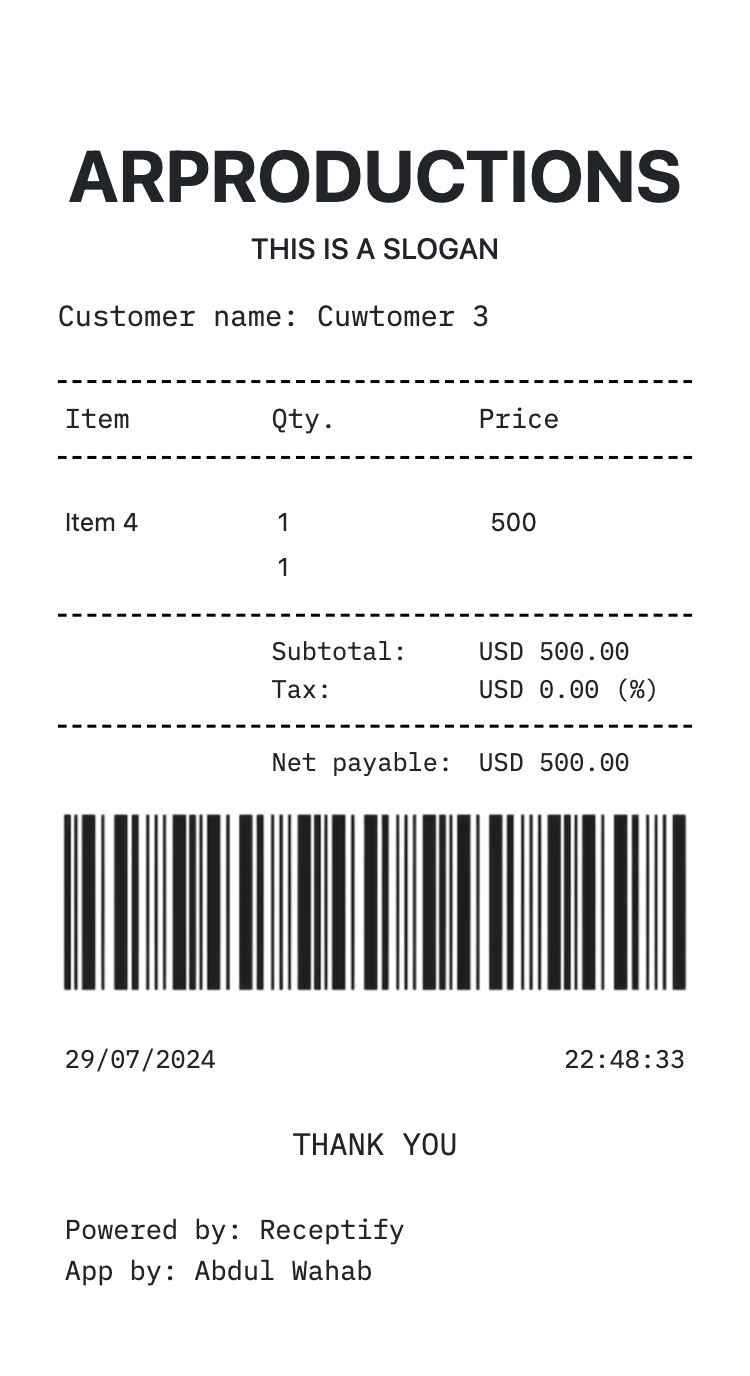 ARPRODUCTIONS
THIS IS A SLOGAN
Customer name: Cuwtomer 3
Item Qty. Price
Item 4 1 500
1
Subtotal: USD 500.00
Tax: USD 0.00 (%)
Net payable: USD 500.00
29/07/2024 22:48:33
THANK YOU
Powered by: Receptify
App by: Abdul Wahab